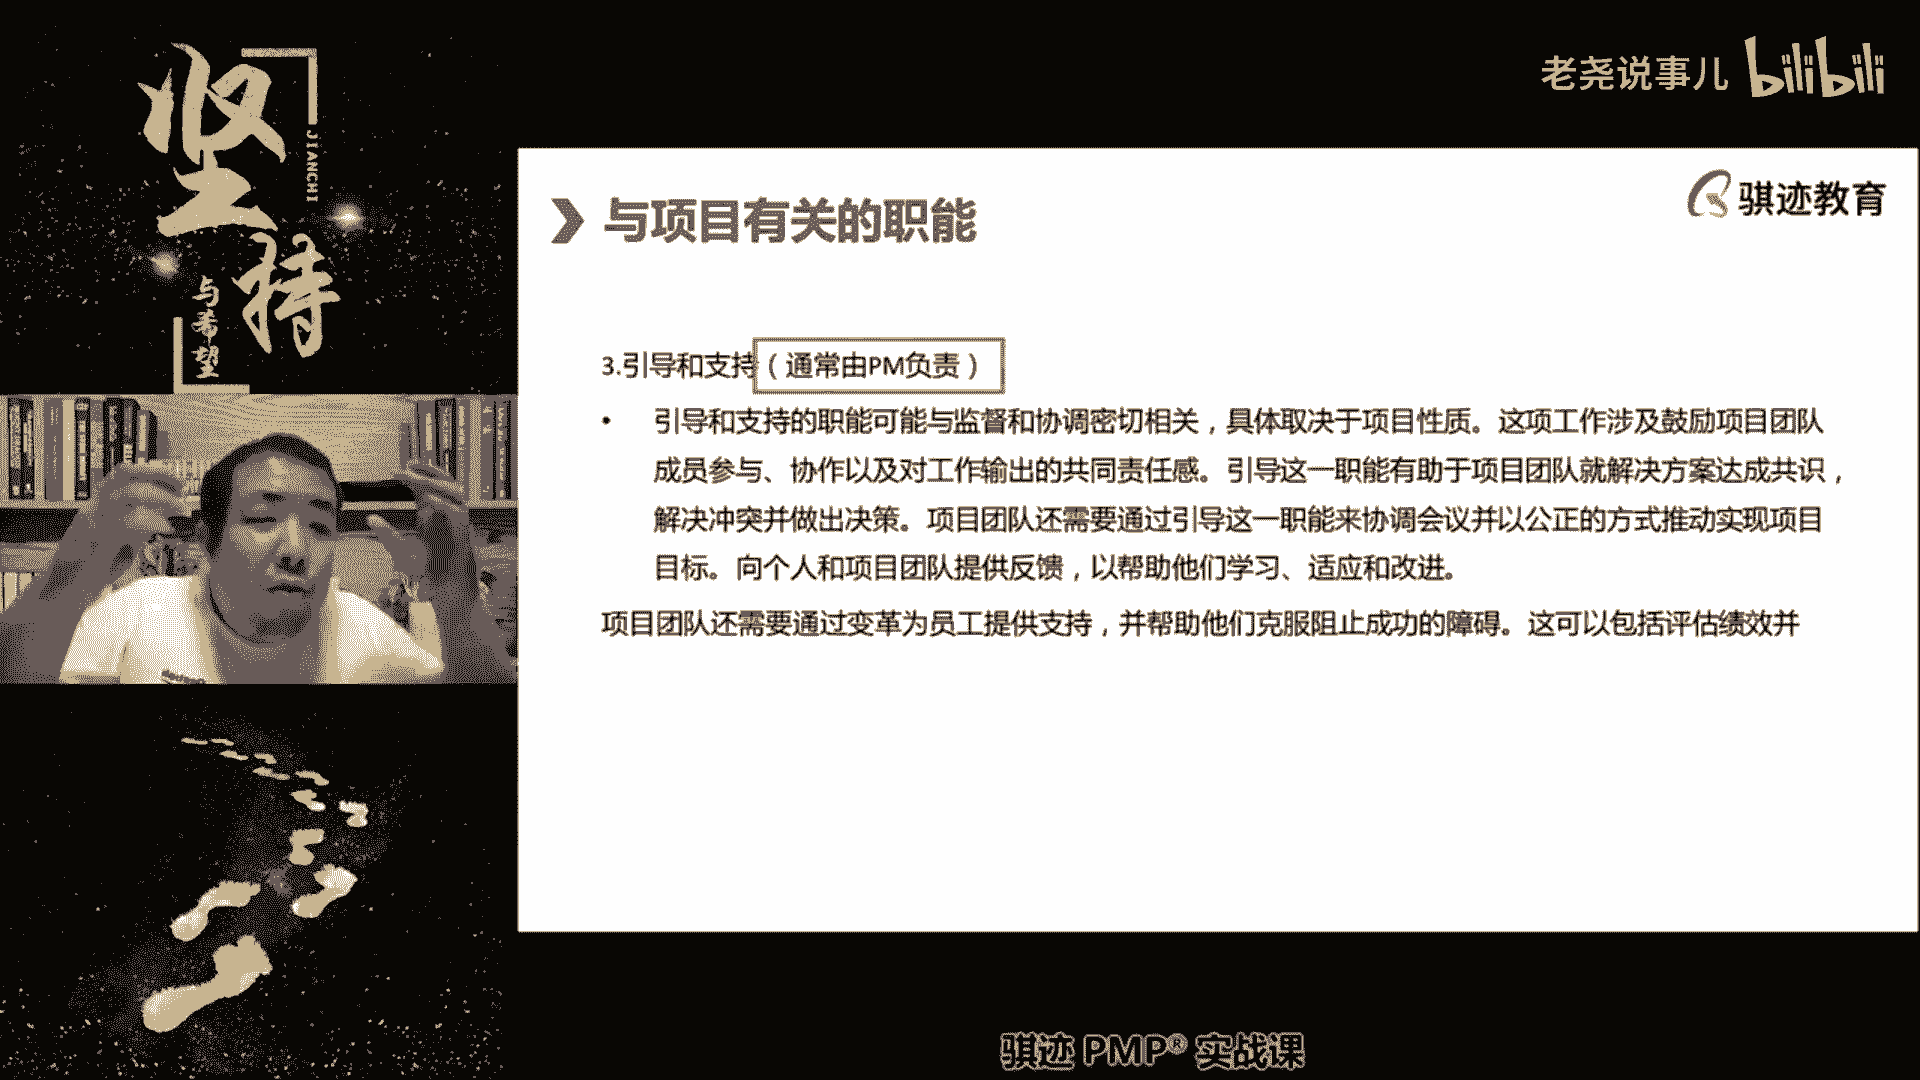 坚持
JIANCHI
与希望
老尧说事儿 bilibili
骐迹教育
与项目有关的职能
3.引导和支持（通常由PM负责）
• 引导和支持的职能可能与监督和协调密切相关，具体取决于项目性质。这项工作涉及鼓励项目团队
成员参与、协作以及对工作输出的共同责任感。引导这一职能有助于项目团队就解决方案达成共识，
解决冲突并做出决策。项目团队还需要通过引导这一职能来协调会议并以公正的方式推动实现项目
目标。向个人和项目团队提供反馈，以帮助他们学习、适应和改进。
项目团队还需要通过变革为员工提供支持，并帮助他们克服阻止成功的障碍。这可以包括评估绩效并
骐迹 PMP® 实战课